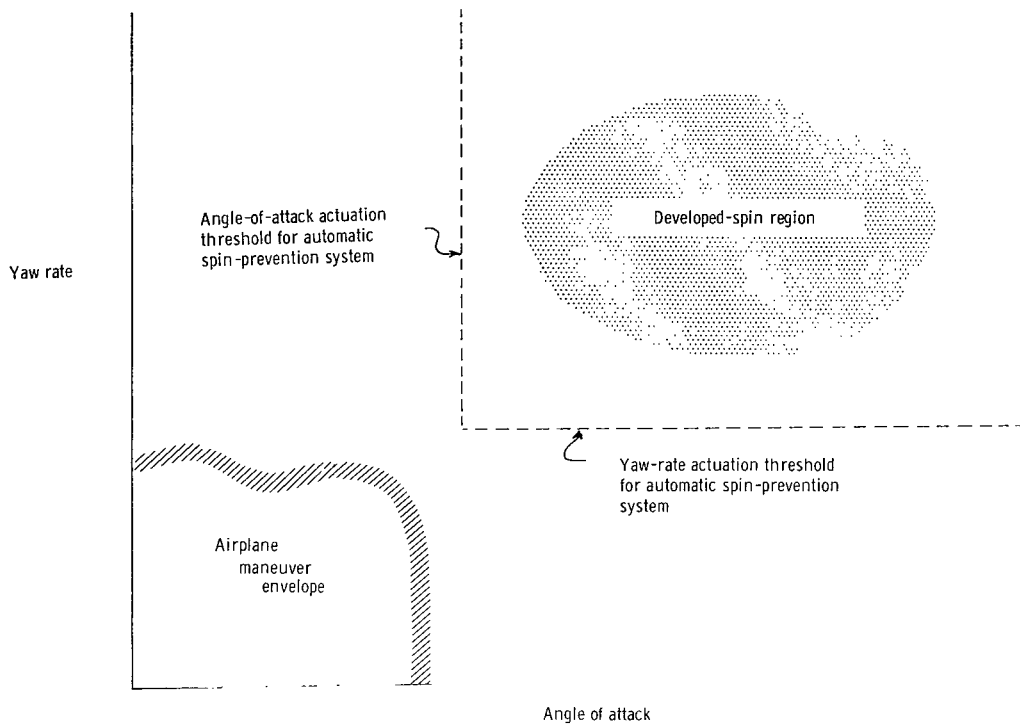 Angle-of-attack actuation
threshold for automatic
spin-prevention system
Developed-spin region
Yaw rate
Yaw-rate actuation threshold
for automatic spin-prevention
system
Airplane
maneuver
envelope
Angle of attack